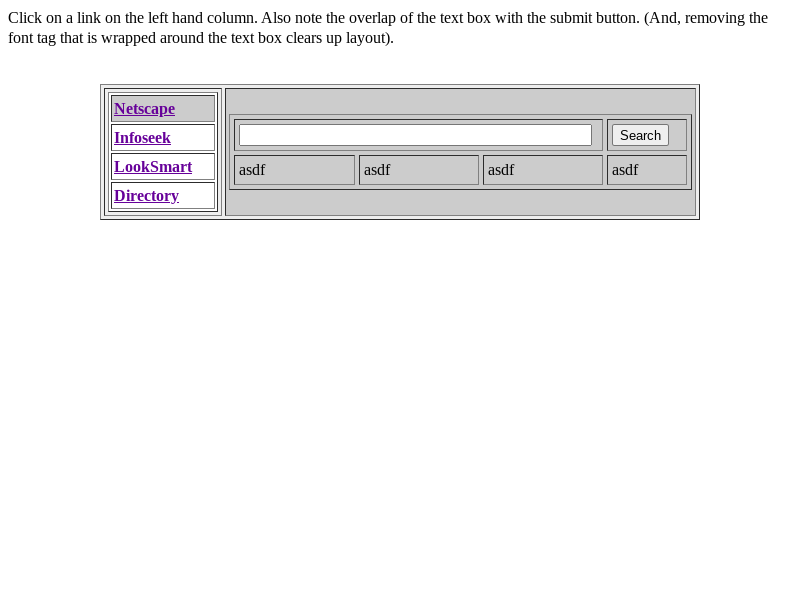 Click on a link on the left hand column. Also note the overlap of the text box with the submit button. (And, removing the
font tag that is wrapped around the text box clears up layout).
Netscape
Infoseek
LookSmart
Directory
Search
asdf asdf asdf asdf